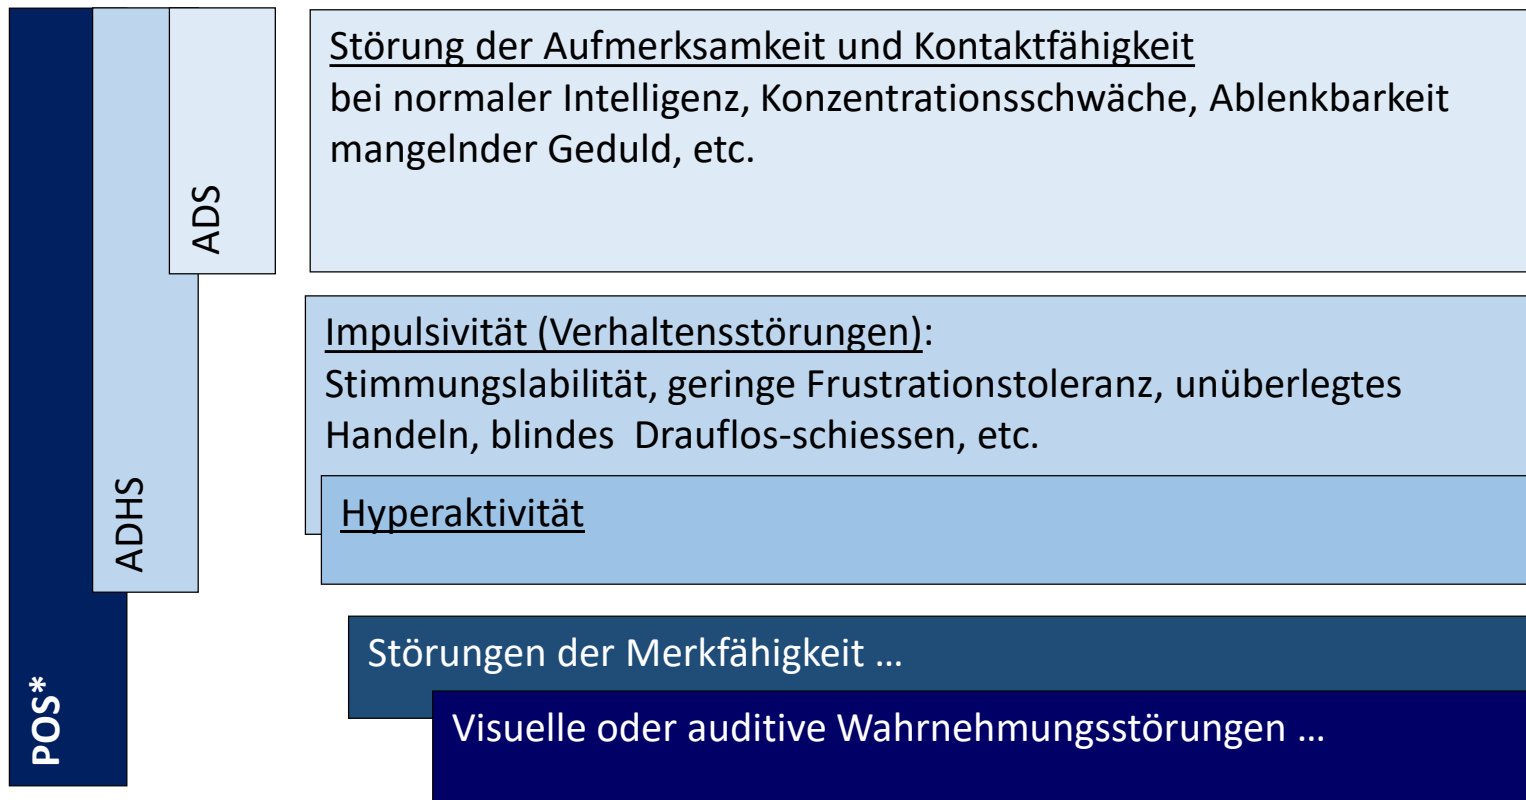 Störung der Aufmerksamkeit und Kontaktfähigkeit
bei normaler Intelligenz, Konzentrationsschwäche, Ablenkbarkeit
mangelnder Geduld, etc.
ADS
Impulsivität (Verhaltensstörungen):
Stimmungslabilität, geringe Frustrationstoleranz, unüberlegtes
Handeln, blindes  Drauflos-schiessen, etc.
Hyperaktivität
ADHS
Störungen der Merkfähigkeit ...
Visuelle oder auditive Wahrnehmungsstörungen ...
POS*